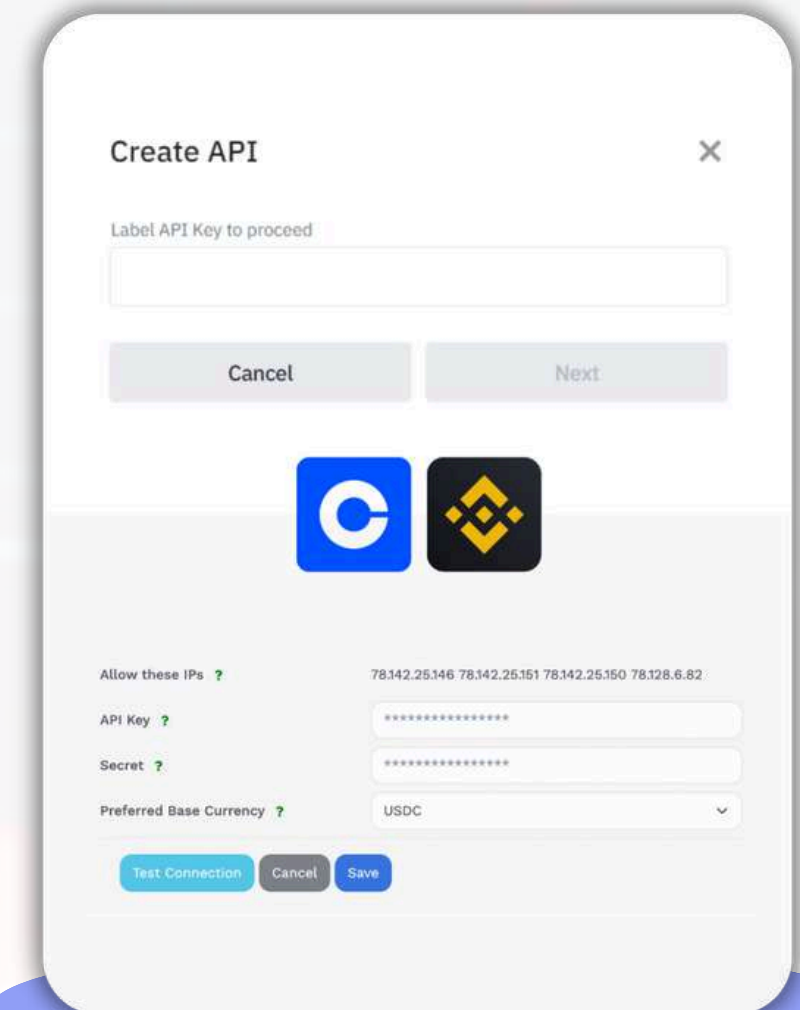 Create API
Label API Key to proceed
Cancel Next
Allow these IPs ? 78.142.25.146 78.142.25.151 78.142.25.150 78.128.6.82
API Key ? ****************
Secret ? ****************
Preferred Base Currency ? USDC
Test Connection Cancel Save